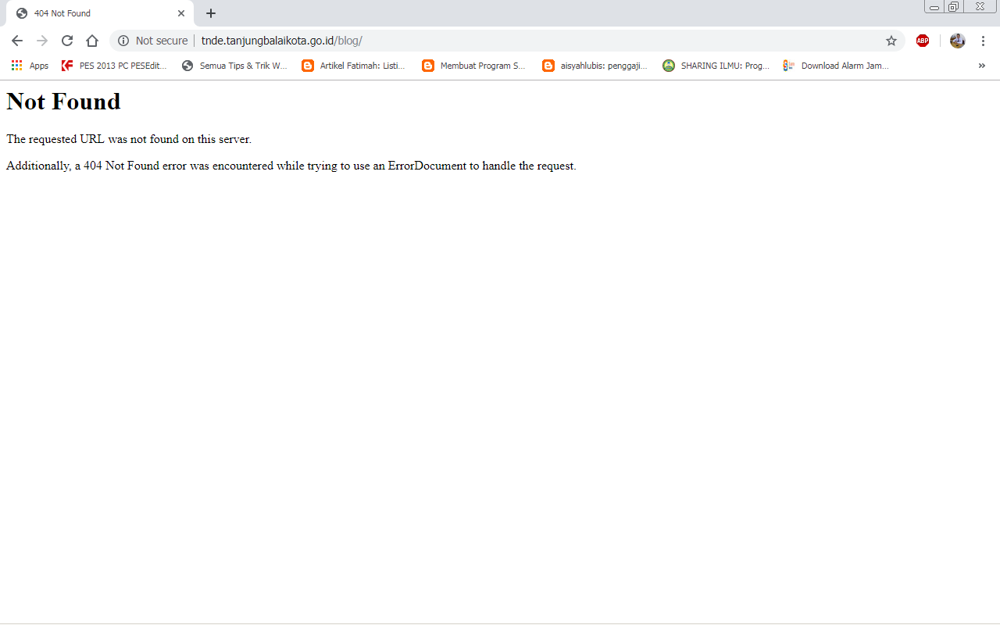 404 Not Found
Not secure
tnde.tanjungbalaikota.go.id/blog/
ABP
Apps
PES 2013 PC PESEdit...
Semua Tips & Trik W...
Artikel Fatimah: Listi...
Membuat Program S...
aisyahlubis: penggaji...
SHARING ILMU: Prog...
Download Alarm Jam...
Not Found
The requested URL was not found on this server.
Additionally, a 404 Not Found error was encountered while trying to use an ErrorDocument to handle the request.